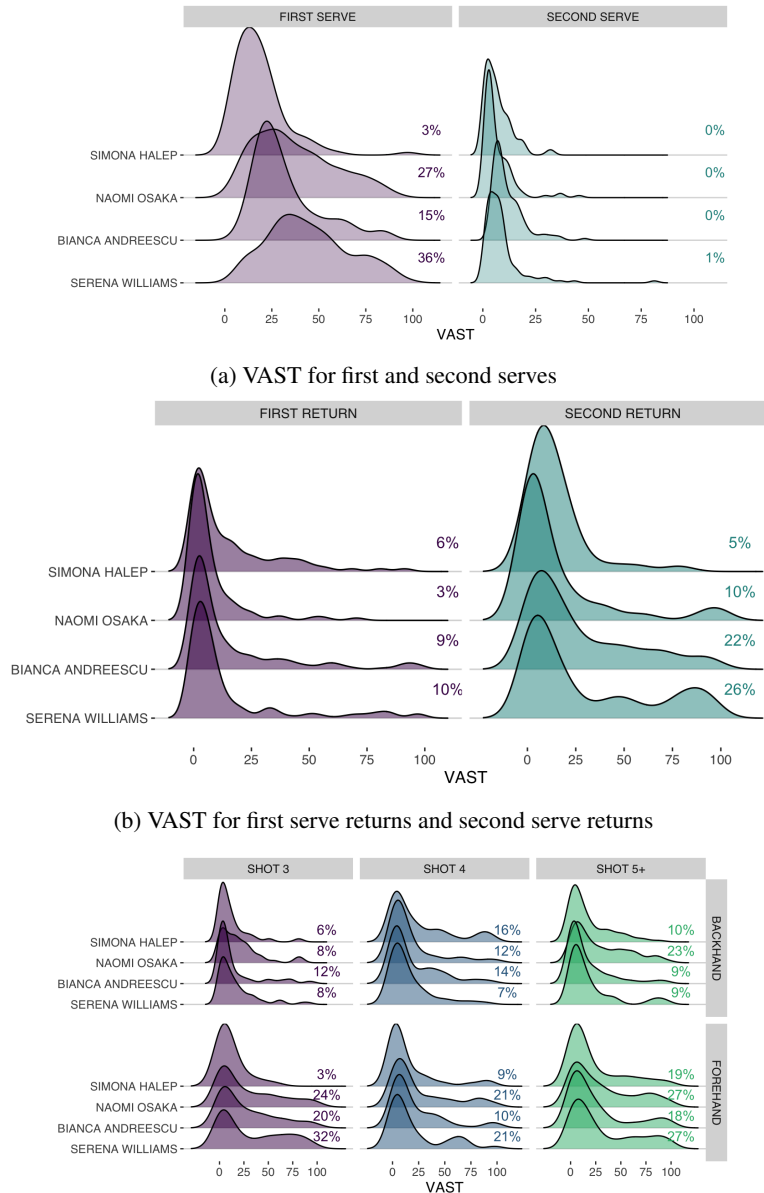 FIRST SERVE SECOND SERVE
SIMONA HALEP 3% 0%
NAOMI OSAKA 27% 0%
BIANCA ANDREESCU 15% 0%
SERENA WILLIAMS 36% 1%
0 25 50 75 100 0 25 50 75 100
VAST
(a) VAST for first and second serves
FIRST RETURN SECOND RETURN
SIMONA HALEP 6% 5%
NAOMI OSAKA 3% 10%
BIANCA ANDREESCU 9% 22%
SERENA WILLIAMS 10% 26%
0 25 50 75 100 0 25 50 75 100
VAST
(b) VAST for first serve returns and second serve returns
SHOT 3 SHOT 4 SHOT 5+
BACKHAND
SIMONA HALEP 6% 16% 10%
NAOMI OSAKA 8% 12% 23%
BIANCA ANDREESCU 12% 14% 9%
SERENA WILLIAMS 8% 7% 9%
FOREHAND
SIMONA HALEP 3% 9% 19%
NAOMI OSAKA 24% 21% 27%
BIANCA ANDREESCU 20% 10% 18%
SERENA WILLIAMS 32% 21% 27%
0 25 50 75 100 0 25 50 75 100 0 25 50 75 100
VAST